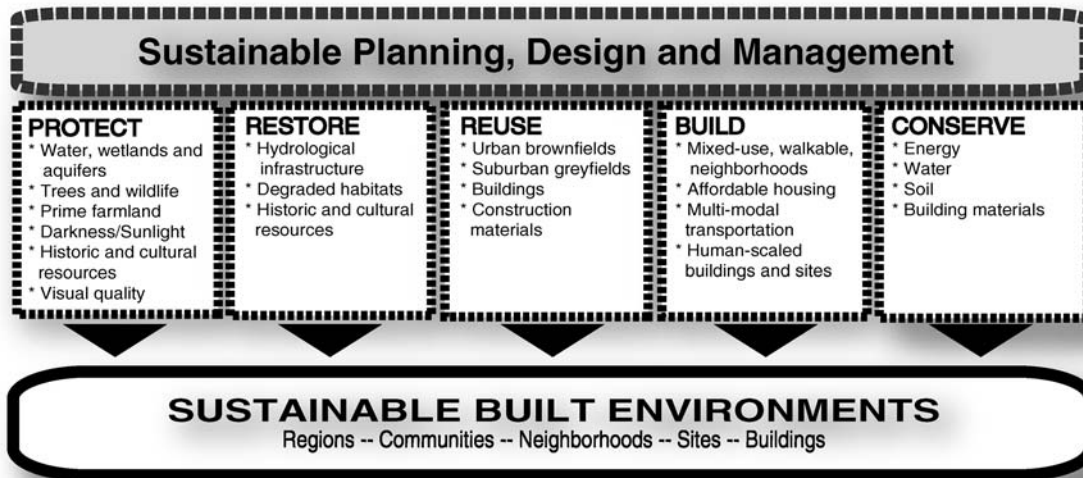 Sustainable Planning, Design and Management
PROTECT
* Water, wetlands and
aquifers
* Trees and wildlife
* Prime farmland
* Darkness/Sunlight
* Historic and cultural
resources
* Visual quality
RESTORE
* Hydrological
infrastructure
* Degraded habitats
* Historic and cultural
resources
REUSE
* Urban brownfields
* Suburban greyfields
* Buildings
* Construction
materials
BUILD
* Mixed-use, walkable,
neighborhoods
* Affordable housing
* Multi-modal
transportation
* Human-scaled
buildings and sites
CONSERVE
* Energy
* Water
* Soil
* Building materials
SUSTAINABLE BUILT ENVIRONMENTS
Regions -- Communities -- Neighborhoods -- Sites -- Buildings